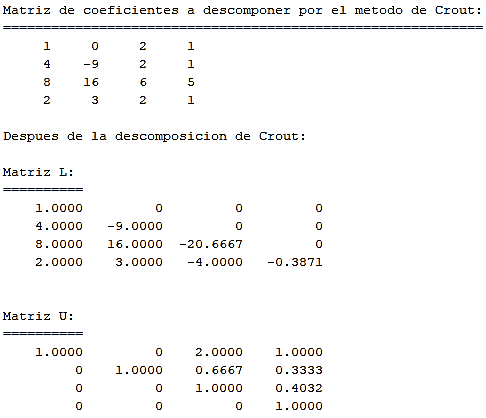 Matriz de coeficientes a descomponer por el metodo de Crout:
============================================================
1 0 2 1
4 -9 2 1
8 16 6 5
2 3 2 1
Despues de la descomposicion de Crout:
Matriz L:
==========
1.0000 0 0 0
4.0000 -9.0000 0 0
8.0000 16.0000 -20.6667 0
2.0000 3.0000 -4.0000 -0.3871
Matriz U:
==========
1.0000 0 2.0000 1.0000
0 1.0000 0.6667 0.3333
0 0 1.0000 0.4032
0 0 0 1.0000